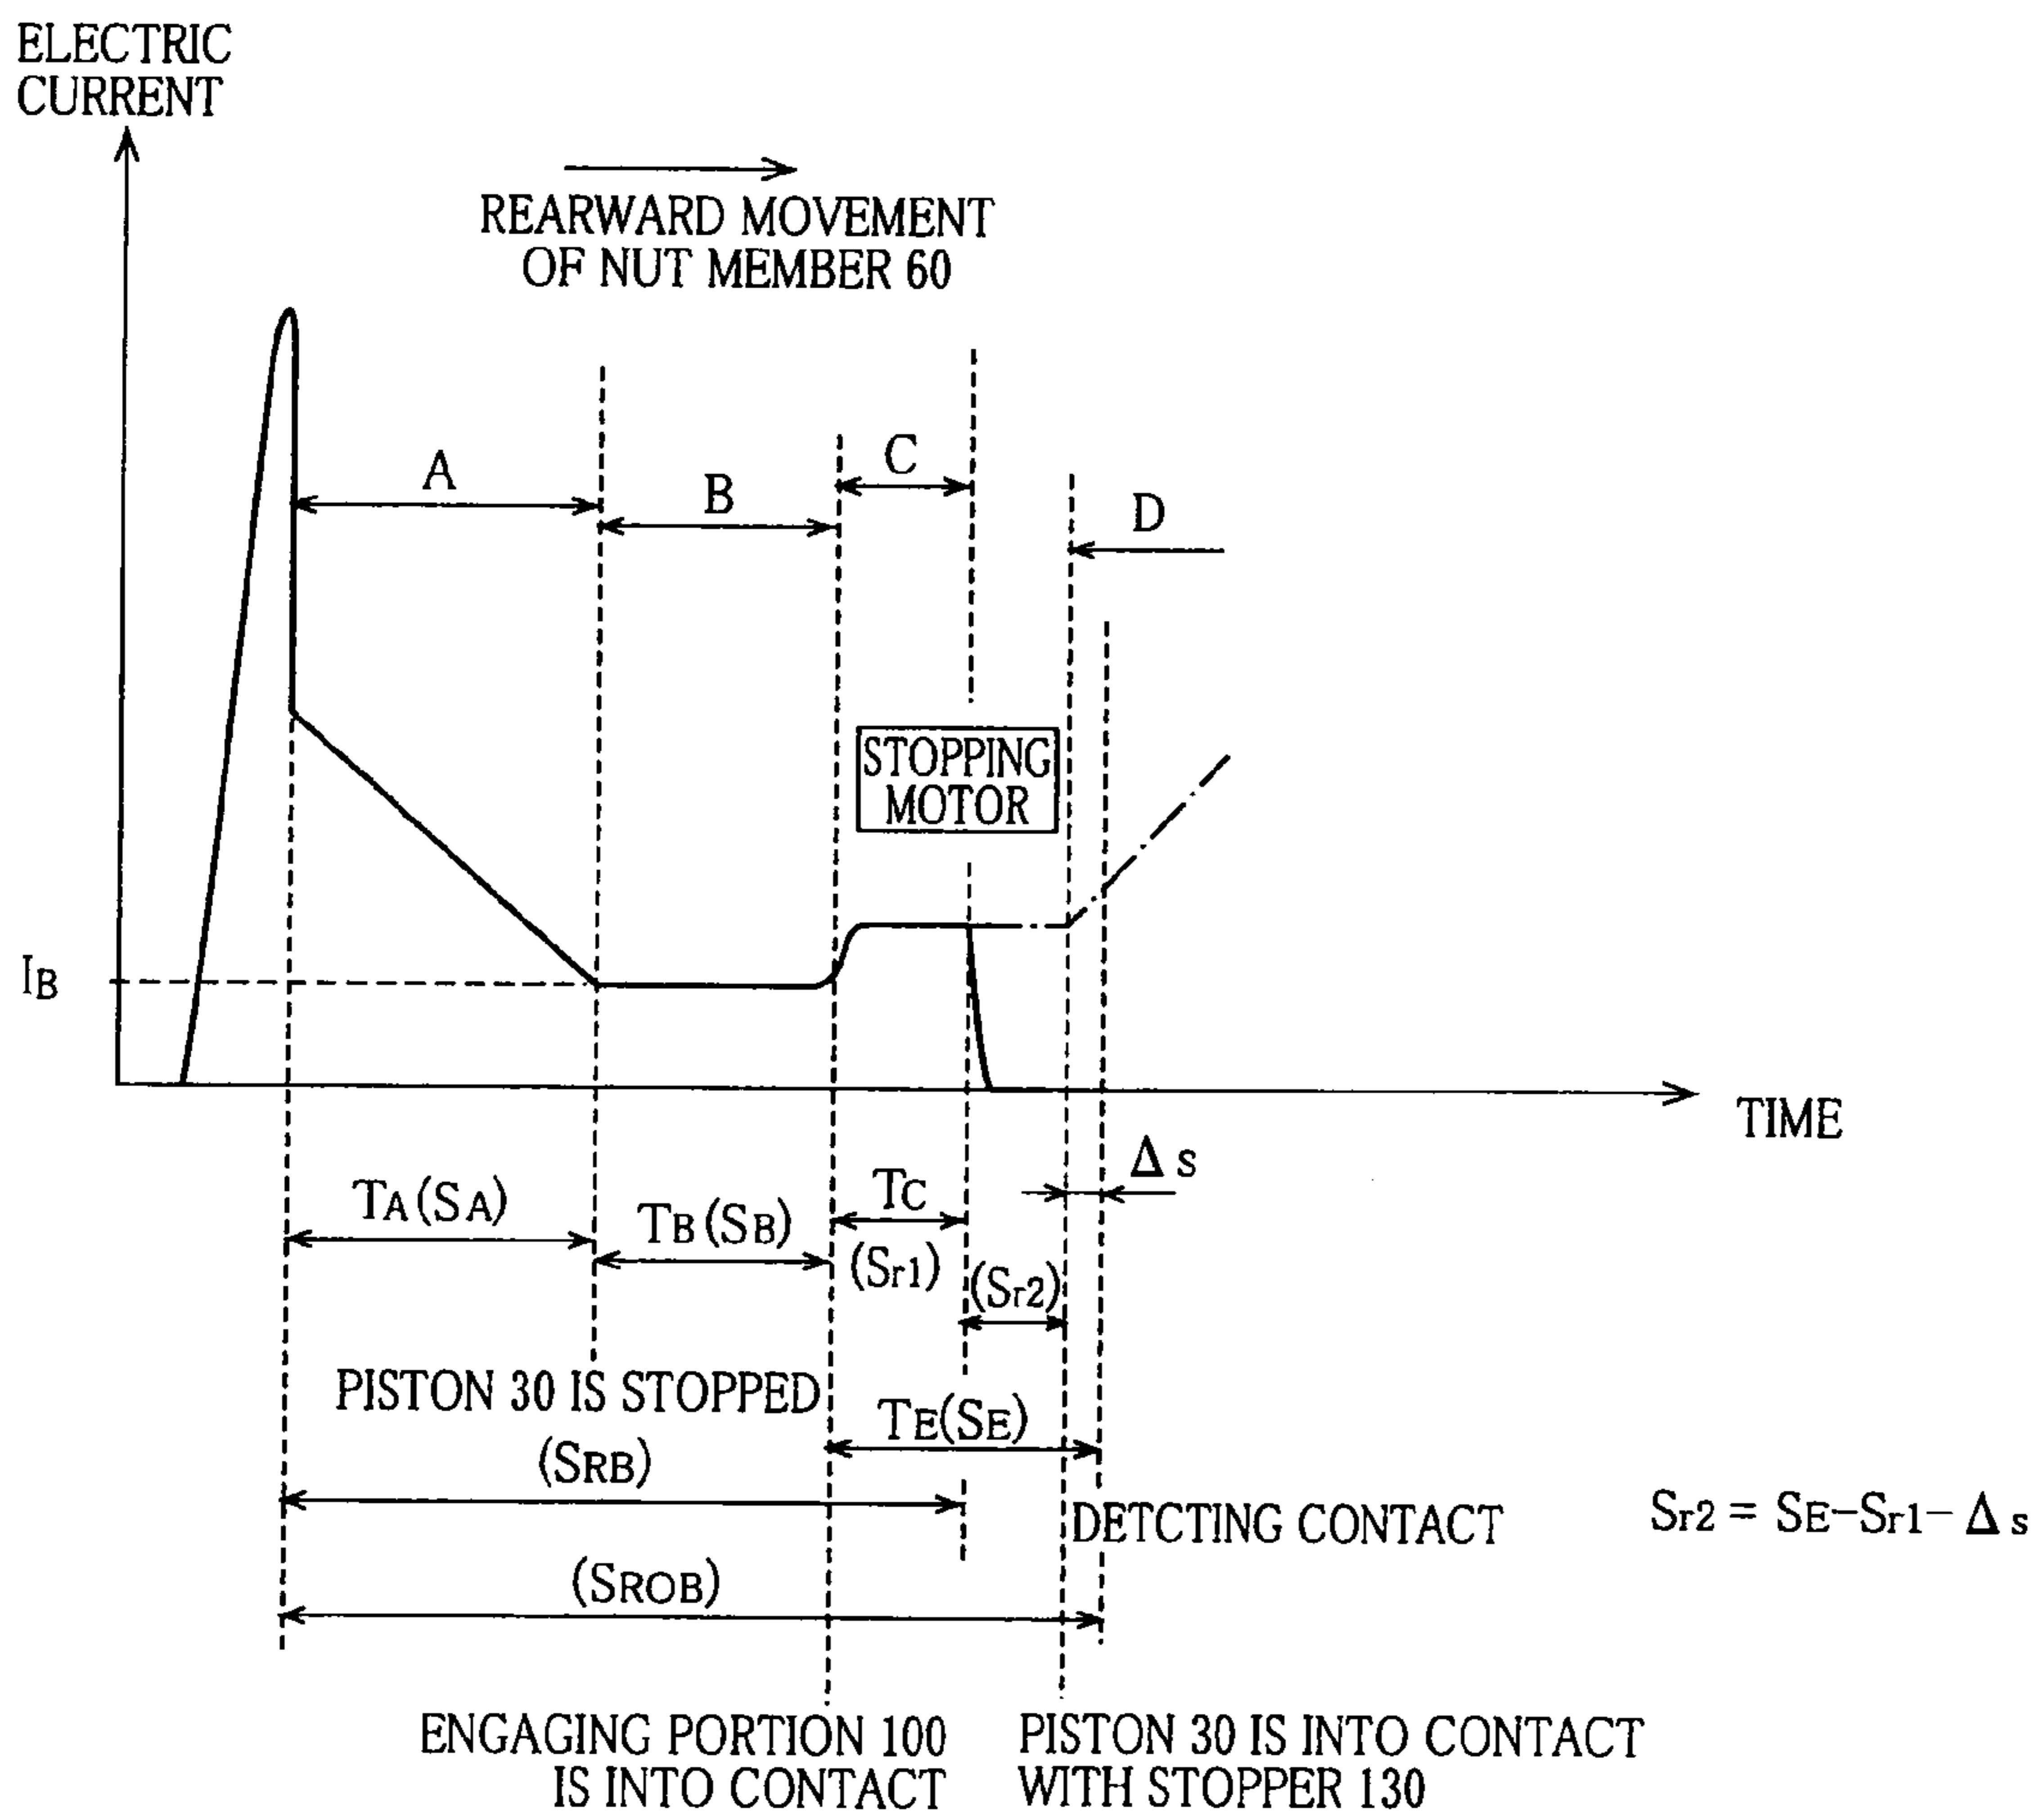 ELECTRIC
CURRENT
REARWARD MOVEMENT
OF NUT MEMBER 60
A
B
C
D
STOPPING
MOTOR
IB
TIME
Δs
TA(SA)
TB(SB)
TC
(Sr1)
(Sr2)
PISTON 30 IS STOPPED
TE(SE)
(SRB)
DETCTING CONTACT
Sr2 = SE-Sr1-Δs
(SROB)
ENGAGING PORTION 100
IS INTO CONTACT
PISTON 30 IS INTO CONTACT
WITH STOPPER 130